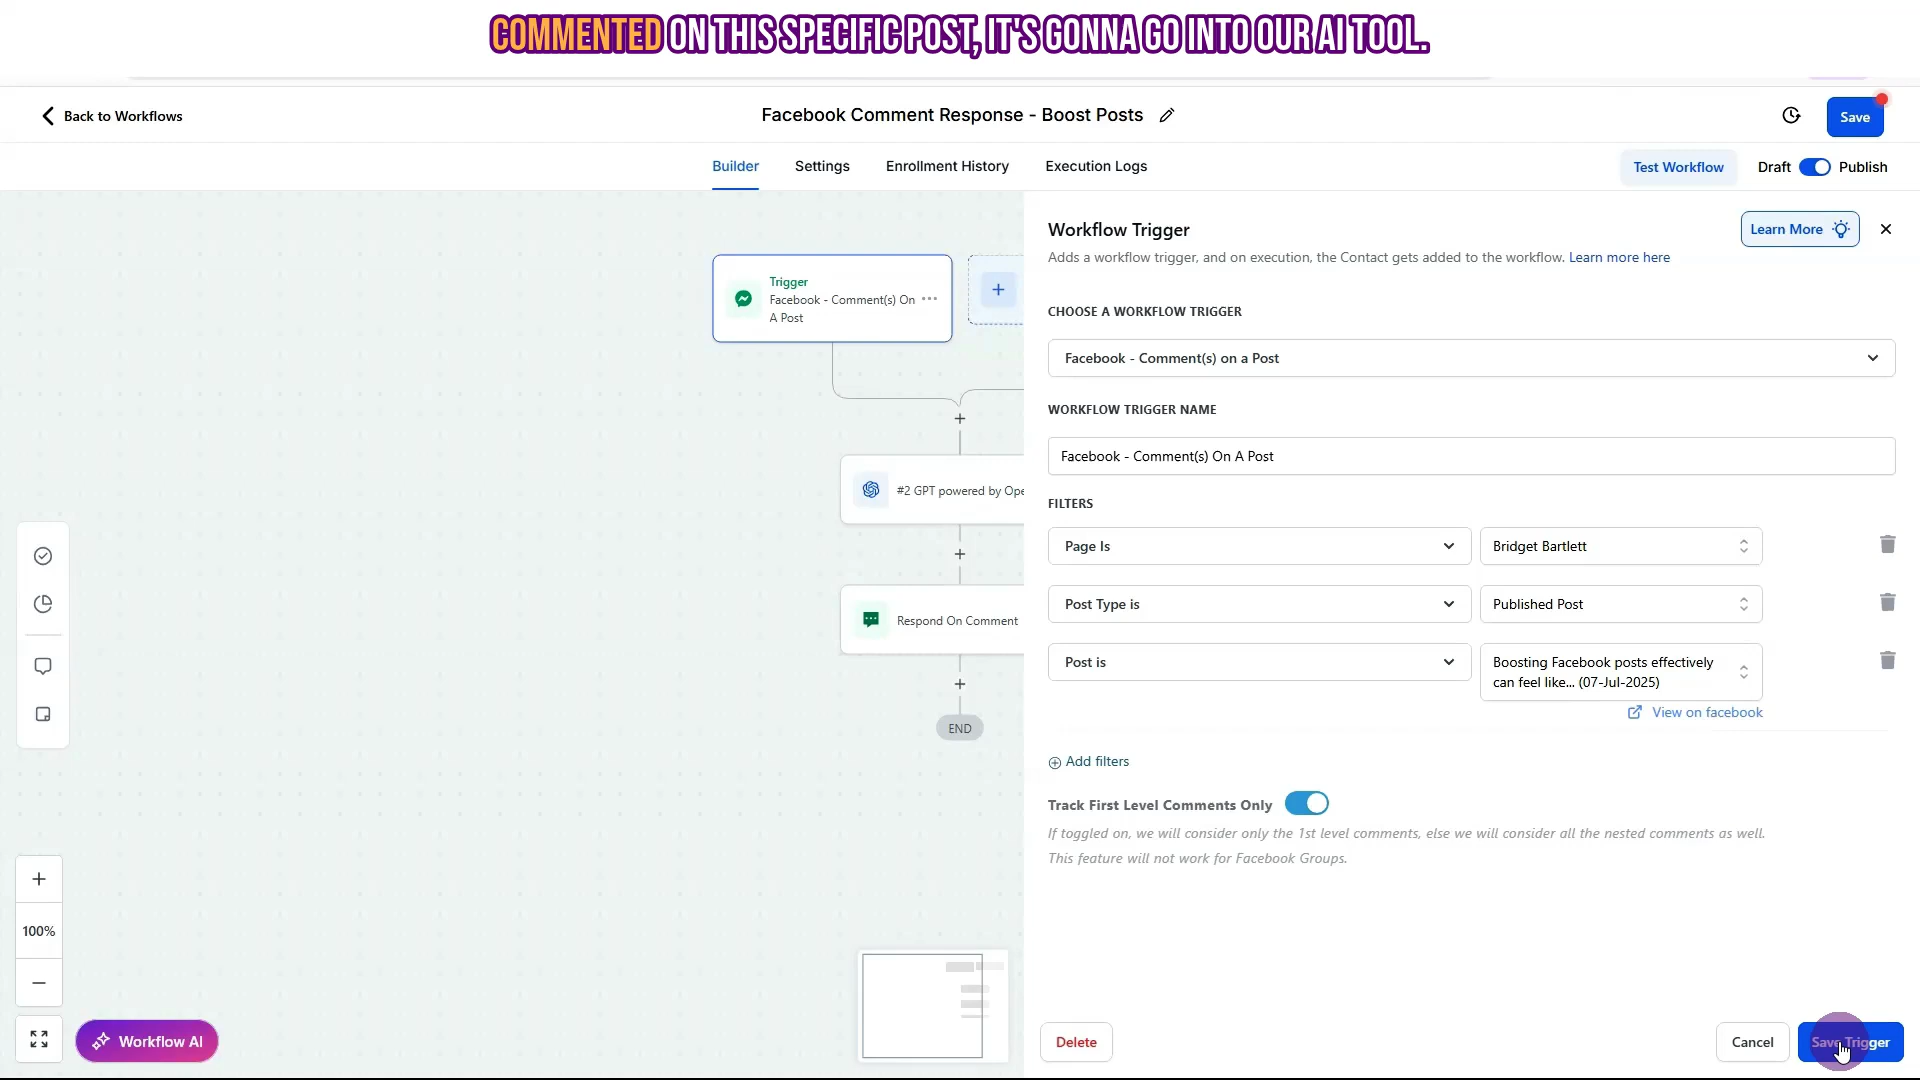 COMMENTED ON THIS SPECIFIC POST, IT'S GONNA GO INTO OUR AI TOOL.
Back to Workflows
Facebook Comment Response - Boost Posts
Save
Builder
Settings
Enrollment History
Execution Logs
Test Workflow
Draft
Publish
Trigger
Facebook - Comment(s) On
A Post
#2 GPT powered by Ope
Respond On Comment
END
100%
Workflow AI
Workflow Trigger
Learn More
Adds a workflow trigger, and on execution, the Contact gets added to the workflow. Learn more here
CHOOSE A WORKFLOW TRIGGER
Facebook - Comment(s) on a Post
WORKFLOW TRIGGER NAME
Facebook - Comment(s) On A Post
FILTERS
Page Is
Bridget Bartlett
Post Type is
Published Post
Post is
Boosting Facebook posts effectively
can feel like... (07-Jul-2025)
View on facebook
Add filters
Track First Level Comments Only
If toggled on, we will consider only the 1st level comments, else we will consider all the nested comments as well.
This feature will not work for Facebook Groups.
Delete
Cancel
Save Trigger